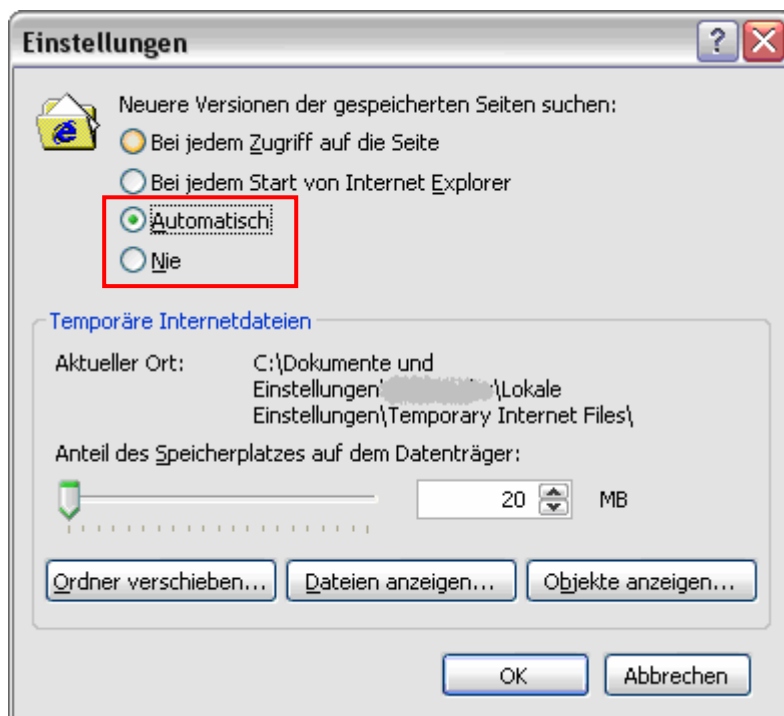 Einstellungen
Neuere Versionen der gespeicherten Seiten suchen:
Bei jedem Zugriff auf die Seite
Bei jedem Start von Internet Explorer
Automatisch
Nie
Temporäre Internetdateien
Aktueller Ort:
C:\Dokumente und
Einstellungen\ \Lokale
Einstellungen\Temporary Internet Files\
Anteil des Speicherplatzes auf dem Datenträger:
20 MB
Ordner verschieben... Dateien anzeigen... Objekte anzeigen...
OK Abbrechen